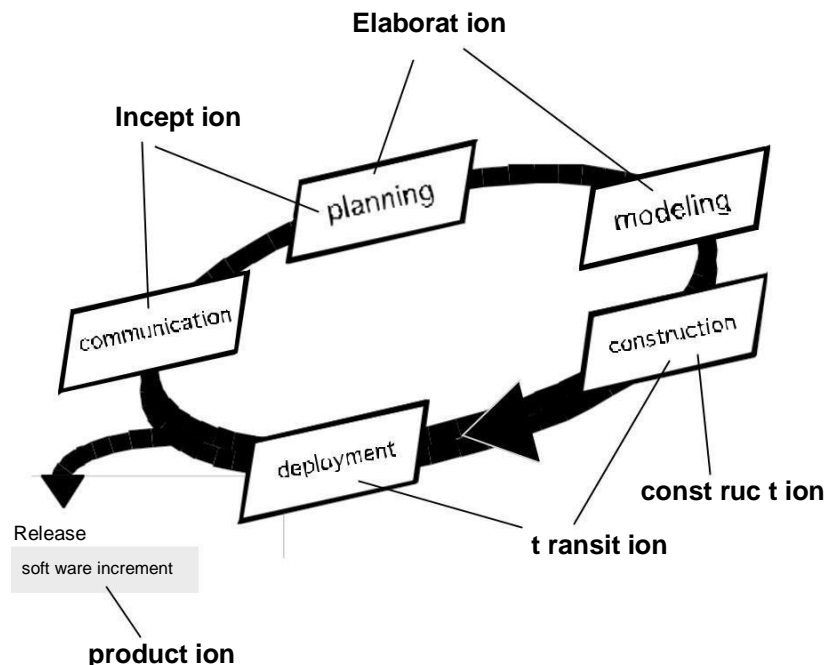 Elaborat ion
Incept ion
planning
modeling
communication
construction
deployment
const ruc t ion
t ransit ion
Release
soft ware increment
product ion